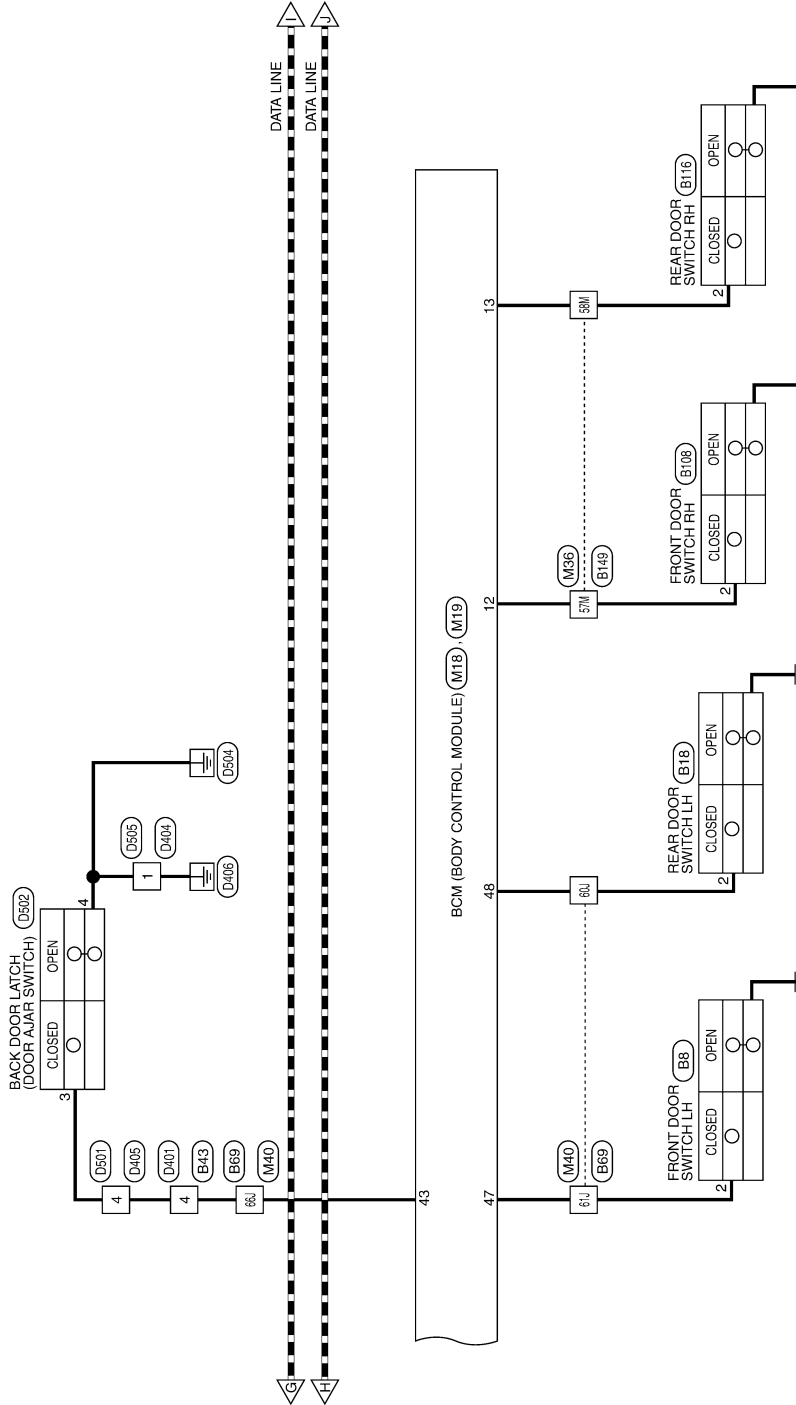 BACK DOOR LATCH
(DOOR AJAR SWITCH) D502
CLOSED OPEN
3
4
D501
D405
4
D401
B43
4
B69
M40
66J
D505
D404
1
D406
D504
G DATA LINE I
H DATA LINE J
43
BCM (BODY CONTROL MODULE) M18 , M19
47
48
12
13
M40
B69
61J
60J
M36
B149
57M
58M
FRONT DOOR
SWITCH LH B8
CLOSED OPEN
2
REAR DOOR
SWITCH LH B18
CLOSED OPEN
2
FRONT DOOR
SWITCH RH B108
CLOSED OPEN
2
REAR DOOR
SWITCH RH B116
CLOSED OPEN
2